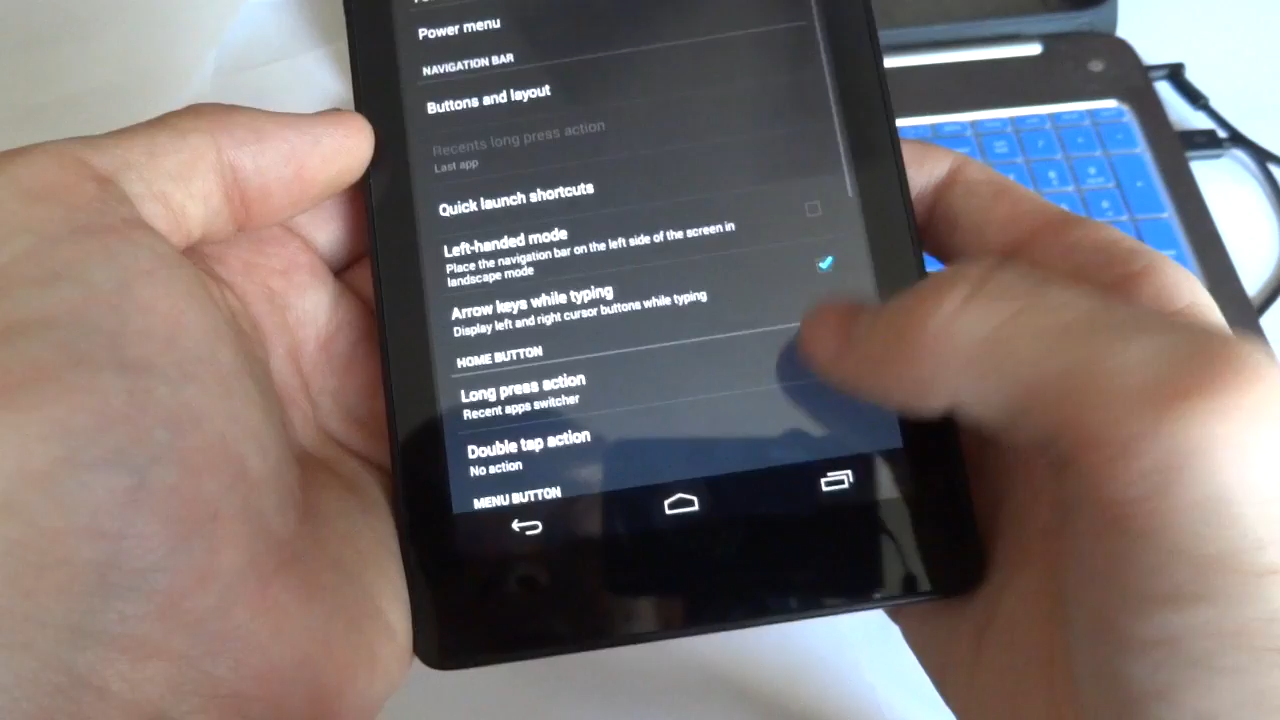 Power menu
NAVIGATION BAR
Buttons and layout
Recents long press action
Last app
Quick launch shortcuts
Left-handed mode
Place the navigation bar on the left side of the screen in
landscape mode
Arrow keys while typing
Display left and right cursor buttons while typing
HOME BUTTON
Long press action
Recent apps switcher
Double tap action
No action
MENU BUTTON